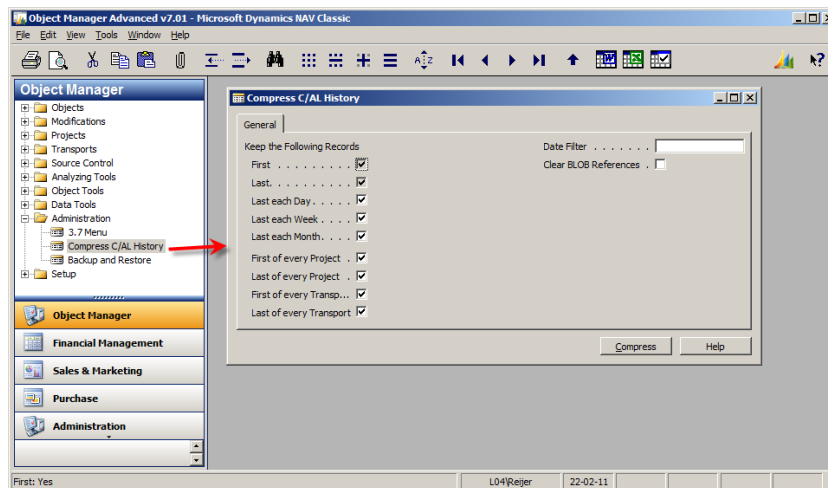 Object Manager Advanced v7.01 - Microsoft Dynamics NAV Classic
File Edit View Tools Window Help
Object Manager
Objects
Modifications
Projects
Transports
Source Control
Analyzing Tools
Object Tools
Data Tools
Administration
3.7 Menu
Compress C/AL History
Backup and Restore
Setup
Object Manager
Financial Management
Sales & Marketing
Purchase
Administration
Compress C/AL History
General
Keep the Following Records
First . . . . . . . . .
Last. . . . . . . . . .
Last each Day . . . . .
Last each Week . . . .
Last each Month. . . .
First of every Project .
Last of every Project .
First of every Transp...
Last of every Transport
Date Filter . . . . . . .
Clear BLOB References .
Compress Help
First: Yes L04\Reijer 22-02-11